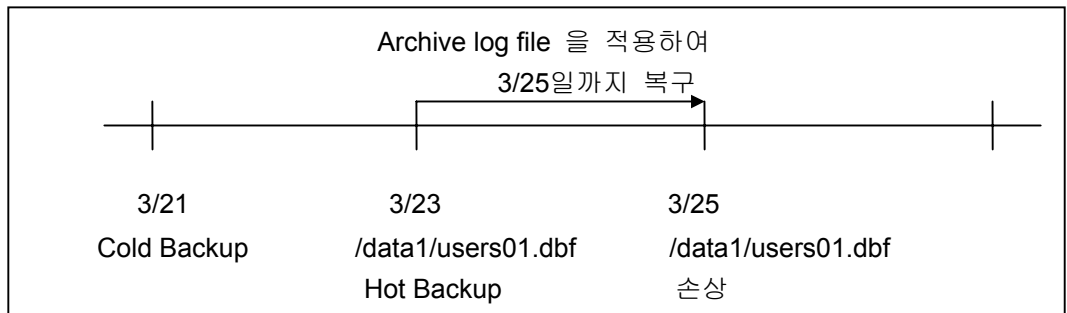 Archive log file 을 적용하여
3/25일까지 복구
3/21 3/23 3/25
Cold Backup /data1/users01.dbf /data1/users01.dbf
Hot Backup 손상